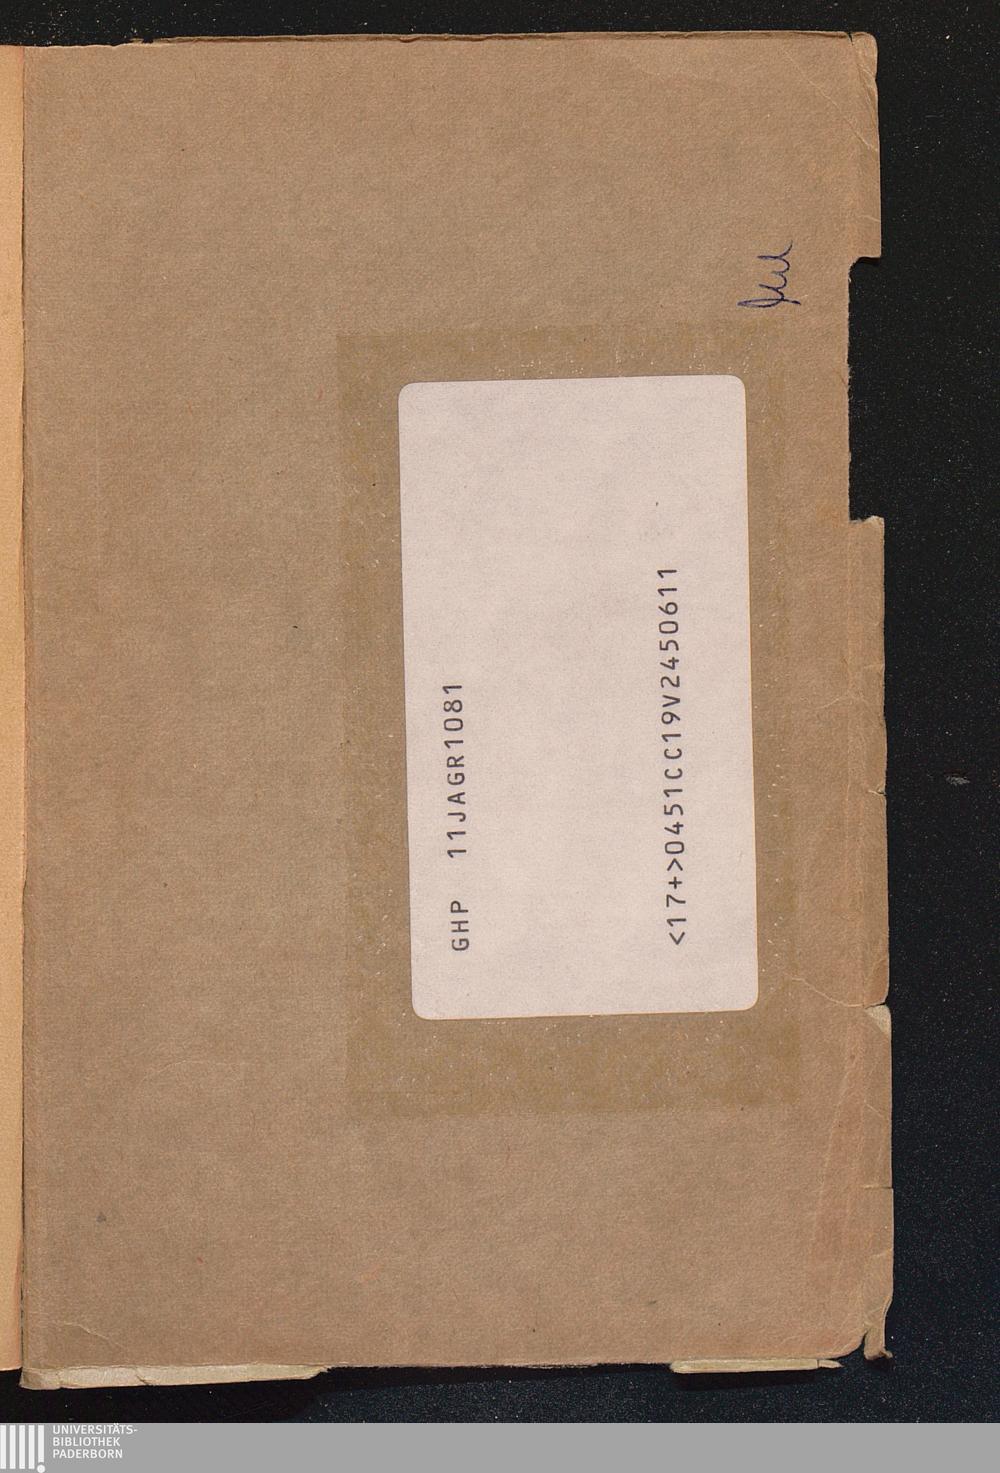 GHP 11JAGR1081
<17+>0451CC19V2450611
UNIVERSITÄTS-
BIBLIOTHEK
PADERBORN